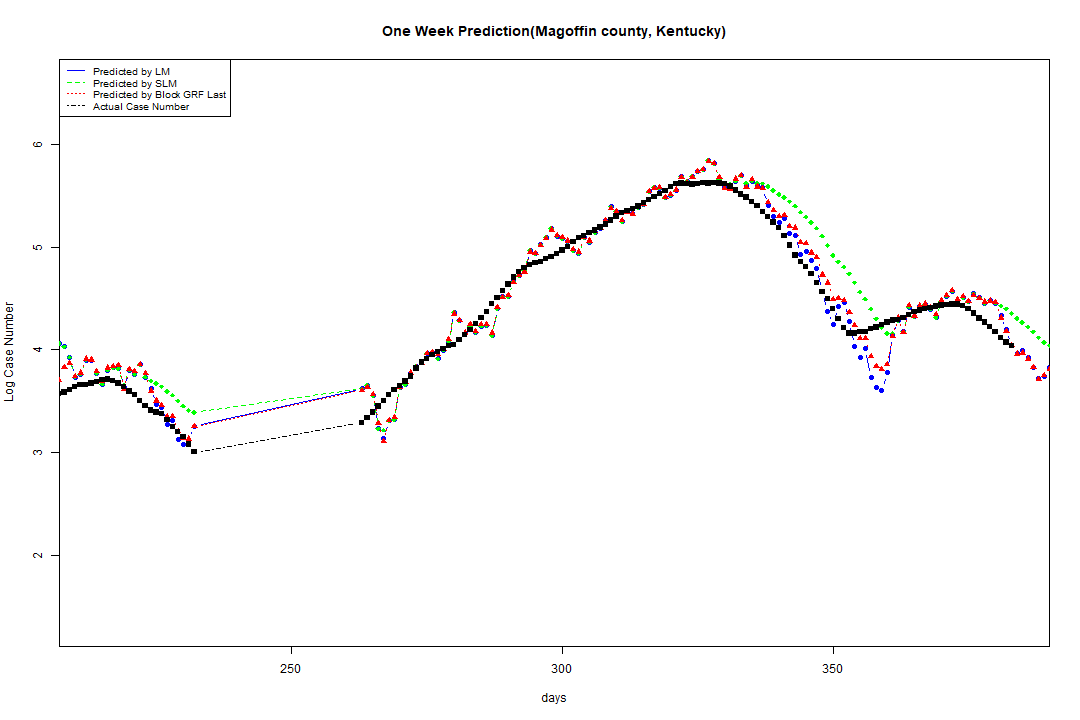 One Week Prediction(Magoffin county, Kentucky)
Predicted by LM
Predicted by SLM
Predicted by Block GRF Last
Actual Case Number
6
5
4
3
2
Log Case Number
250 300 350
days